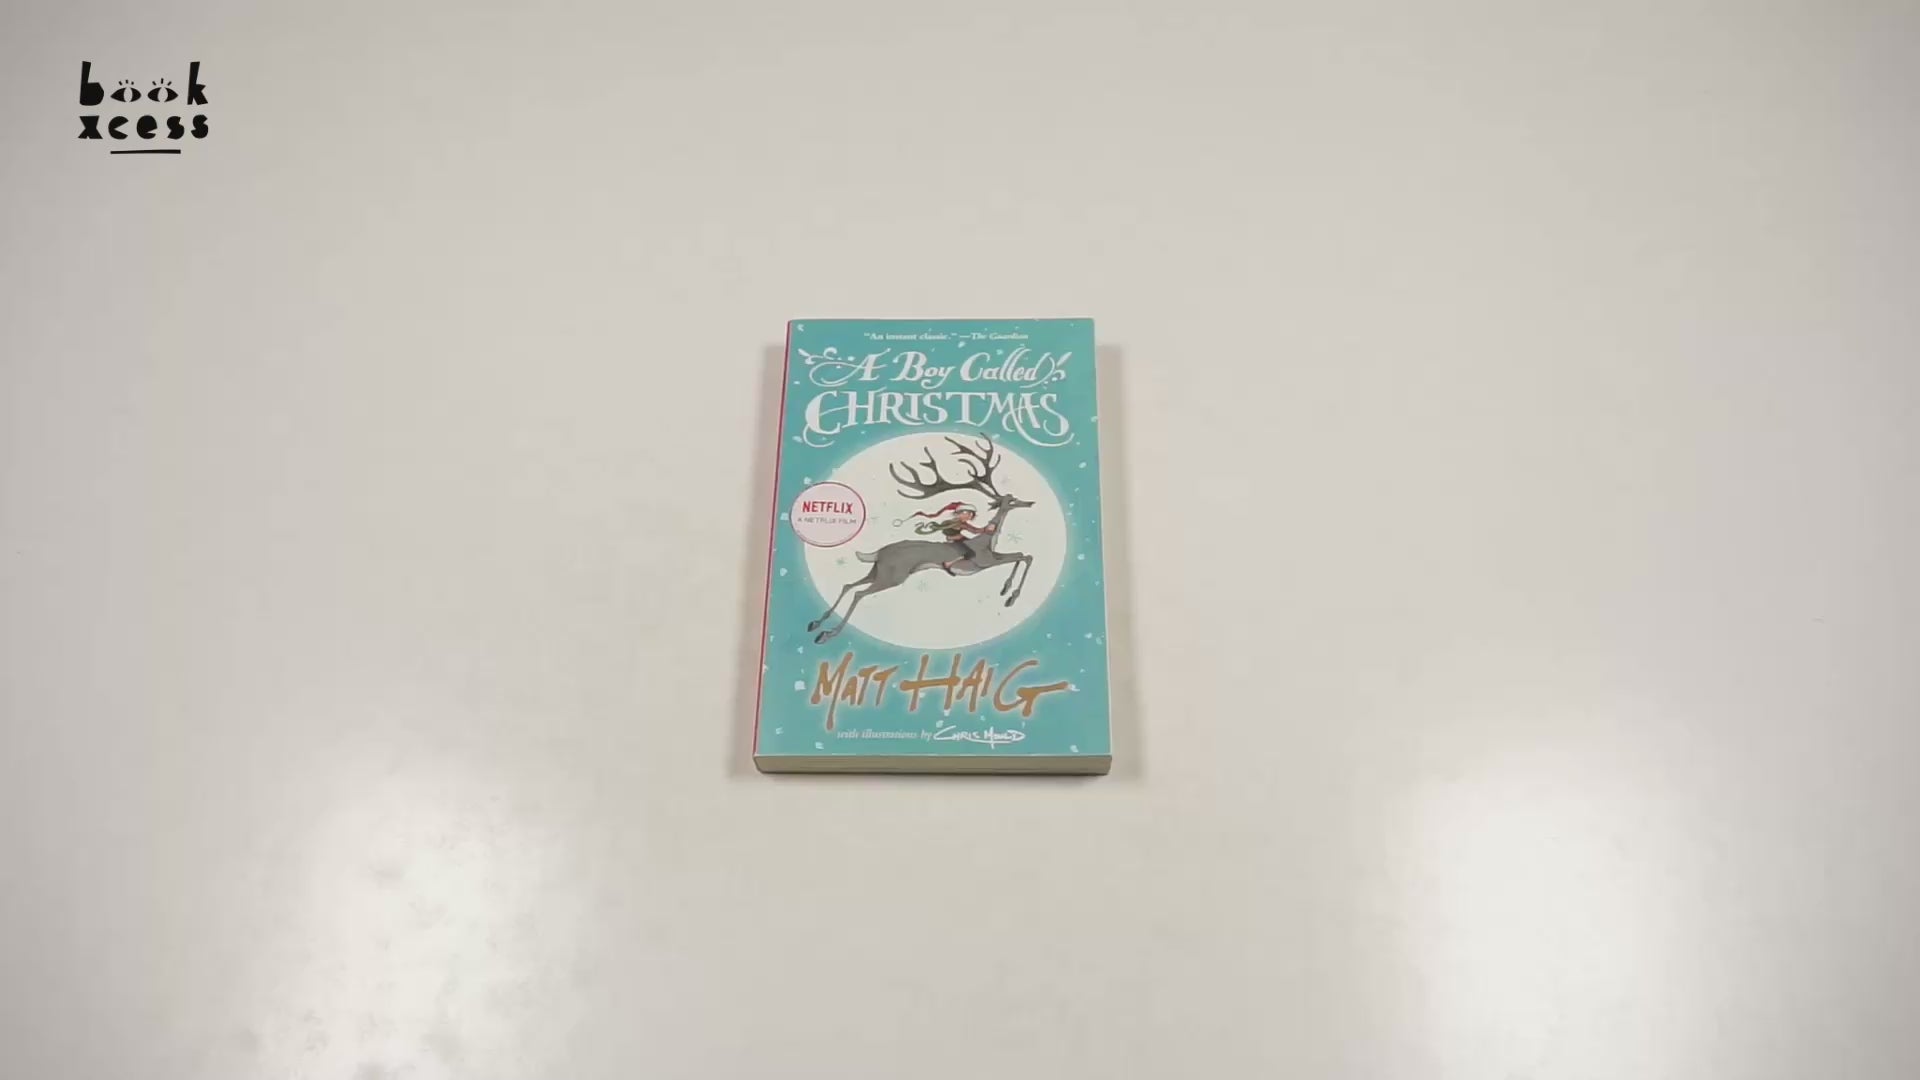 book
xcess
"An instant classic." —The Guardian
A Boy Called
CHRISTMAS
NETFLIX
A NETFLIX FILM
MATT HAIG
with illustrations by CHRIS MOULD